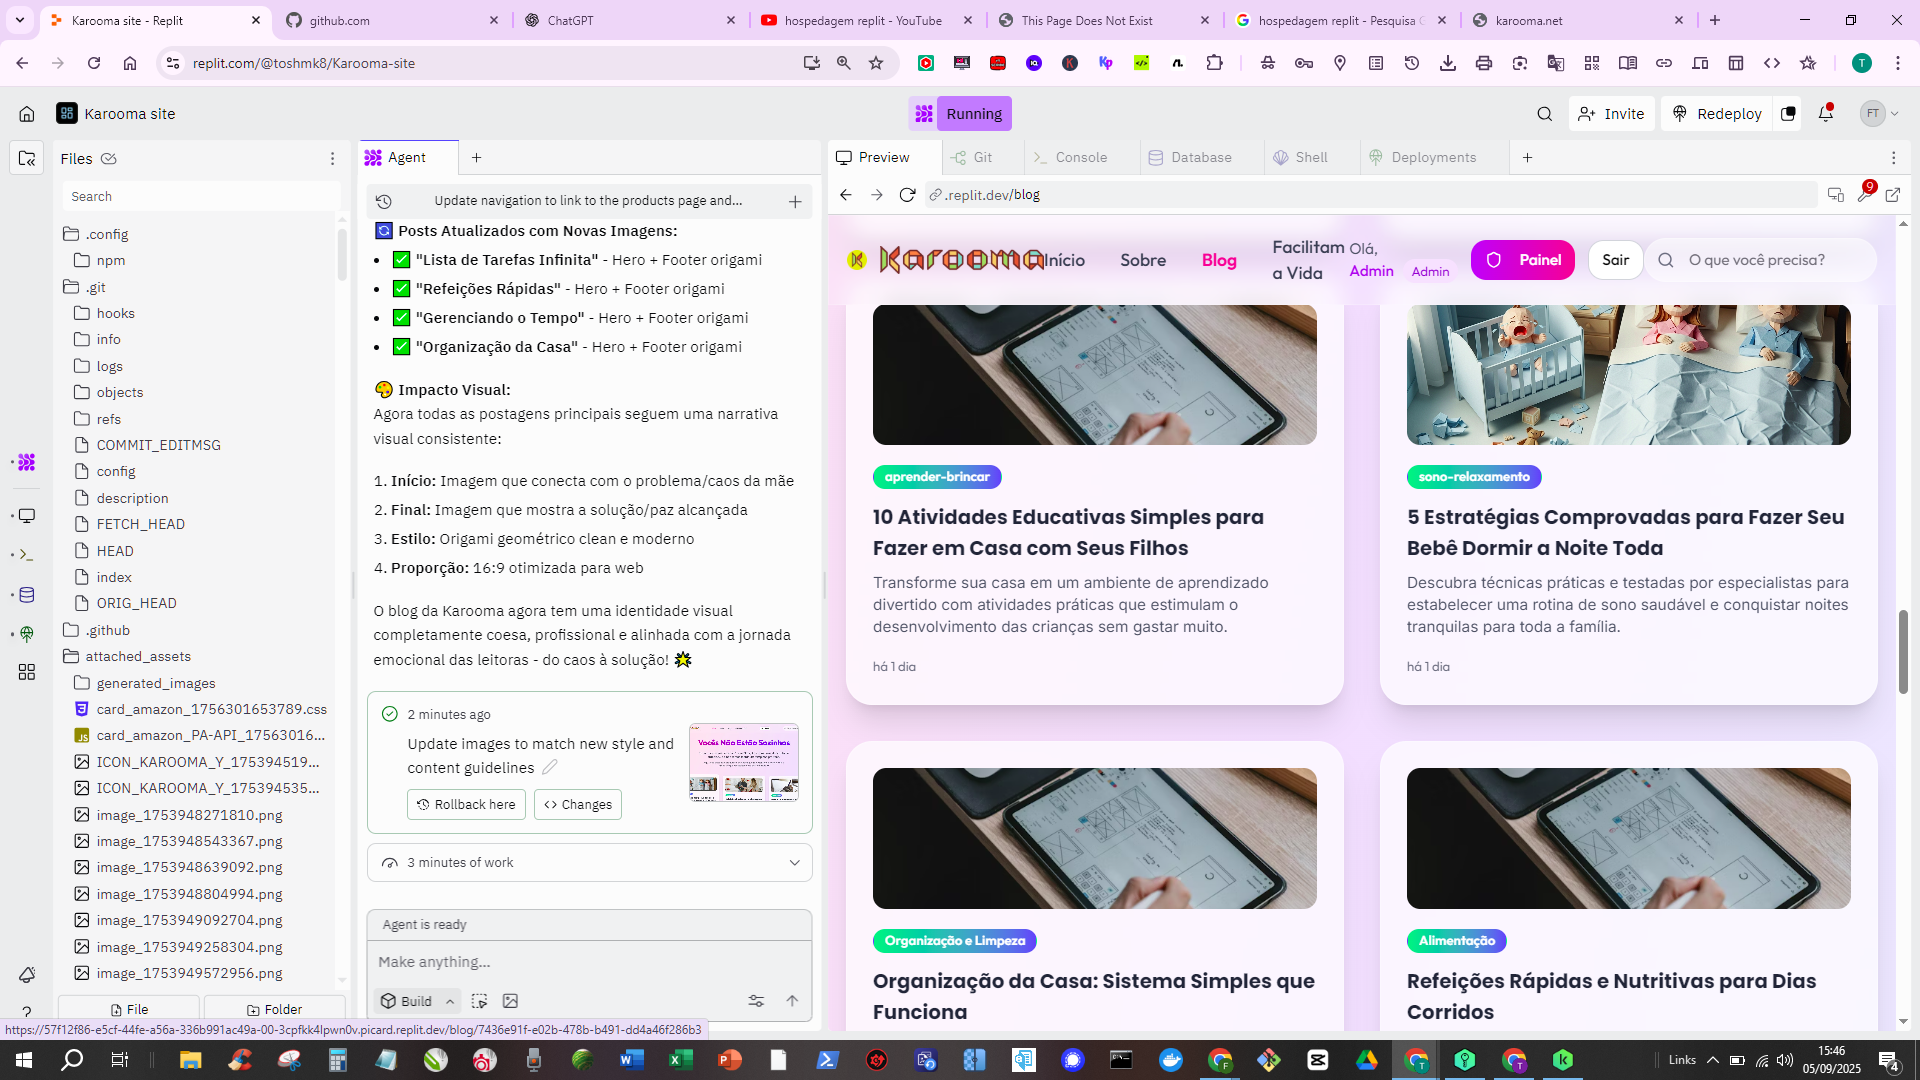 Karooma site - Replit
github.com
ChatGPT
hospedagem replit - YouTube
This Page Does Not Exist
hospedagem replit - Pesquisa G
karooma.net
replit.com/@toshmk8/Karooma-site
Karooma site
Running
Invite
Redeploy
FT
Files
Search
.config
npm
.git
hooks
info
logs
objects
refs
COMMIT_EDITMSG
config
description
FETCH_HEAD
HEAD
index
ORIG_HEAD
.github
attached_assets
generated_images
card_amazon_1756301653789.css
card_amazon_PA-API_17563016...
ICON_KAROOMA_Y_175394519...
ICON_KAROOMA_Y_175394535...
image_1753948271810.png
image_1753948543367.png
image_1753948639092.png
image_1753948804994.png
image_1753949092704.png
image_1753949258304.png
image_1753949572956.png
File
Folder
Agent
Update navigation to link to the products page and...
Posts Atualizados com Novas Imagens:
"Lista de Tarefas Infinita" - Hero + Footer origami
"Refeições Rápidas" - Hero + Footer origami
"Gerenciando o Tempo" - Hero + Footer origami
"Organização da Casa" - Hero + Footer origami
Impacto Visual:
Agora todas as postagens principais seguem uma narrativa
visual consistente:
1. Início: Imagem que conecta com o problema/caos da mãe
2. Final: Imagem que mostra a solução/paz alcançada
3. Estilo: Origami geométrico clean e moderno
4. Proporção: 16:9 otimizada para web
O blog da Karooma agora tem uma identidade visual
completamente coesa, profissional e alinhada com a jornada
emocional das leitoras - do caos à solução!
2 minutes ago
Update images to match new style and
content guidelines
Vocês Não Estão Sozinhos
Rollback here
Changes
3 minutes of work
Agent is ready
Make anything...
Build
Preview
Git
Console
Database
Shell
Deployments
.replit.dev/blog
9
Karooma
Início
Sobre
Blog
Facilitam
a Vida
Olá,
Admin
Admin
Painel
Sair
O que você precisa?
aprender-brincar
10 Atividades Educativas Simples para
Fazer em Casa com Seus Filhos
Transforme sua casa em um ambiente de aprendizado
divertido com atividades práticas que estimulam o
desenvolvimento das crianças sem gastar muito.
há 1 dia
sono-relaxamento
5 Estratégias Comprovadas para Fazer Seu
Bebê Dormir a Noite Toda
Descubra técnicas práticas e testadas por especialistas para
estabelecer uma rotina de sono saudável e conquistar noites
tranquilas para toda a família.
há 1 dia
Organização e Limpeza
Organização da Casa: Sistema Simples que
Funciona
Alimentação
Refeições Rápidas e Nutritivas para Dias
Corridos
https://57f12f86-e5cf-44fe-a56a-336b991ac49a-00-3cpfkk4lpwn0v.picard.replit.dev/blog/7436e91f-e02b-478b-b491-dd4a46f286b3
Links
15:46
05/09/2025
4